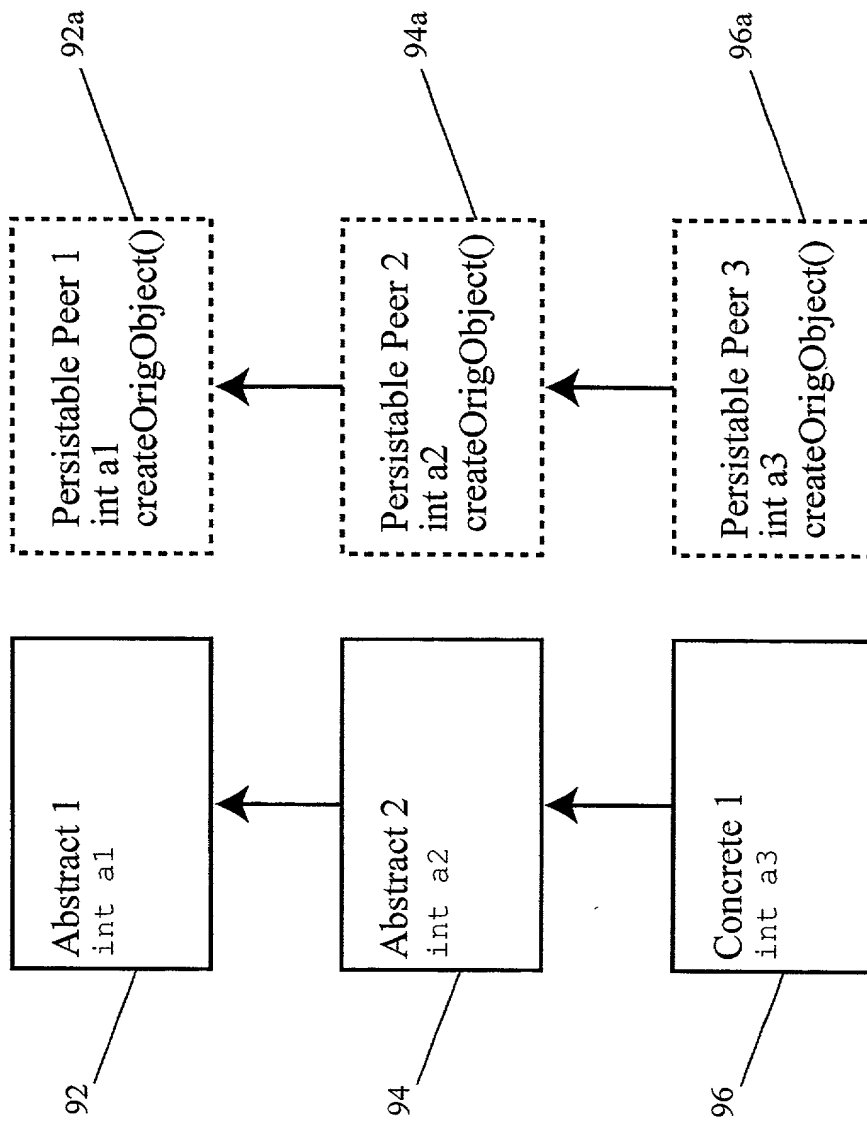 92
Abstract 1
int a1
Persistable Peer 1
int a1
createOrigObject()
92a
94
Abstract 2
int a2
Persistable Peer 2
int a2
createOrigObject()
94a
96
Concrete 1
int a3
Persistable Peer 3
int a3
createOrigObject()
96a